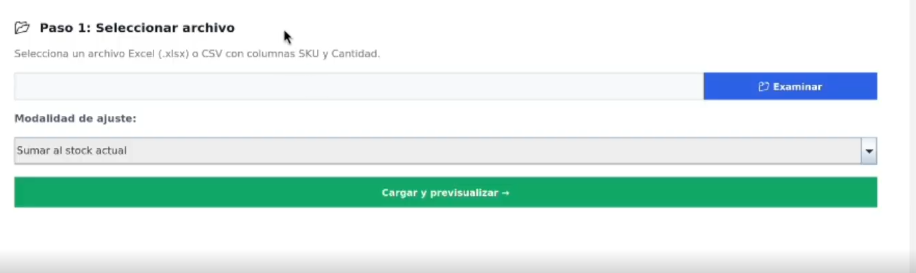 Paso 1: Seleccionar archivo
Selecciona un archivo Excel (.xlsx) o CSV con columnas SKU y Cantidad.
Examinar
Modalidad de ajuste:
Sumar al stock actual
Cargar y previsualizar →